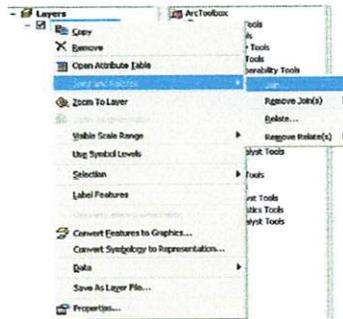 Layers
ArcToolbox
Copy
Remove
Open Attribute Table
Joins and Relates
Join...
Remove Join(s)
Relate...
Remove Relate(s)
Zoom To Layer
Visible Scale Range
Use Symbol Levels
Selection
Label Features
Convert Features to Graphics...
Convert Symbology to Representation...
Data
Save As Layer File...
Properties...
Tools
Tools
Tools
erability Tools
alyst Tools
Tools
yst Tools
stics Tools
alyst Tools